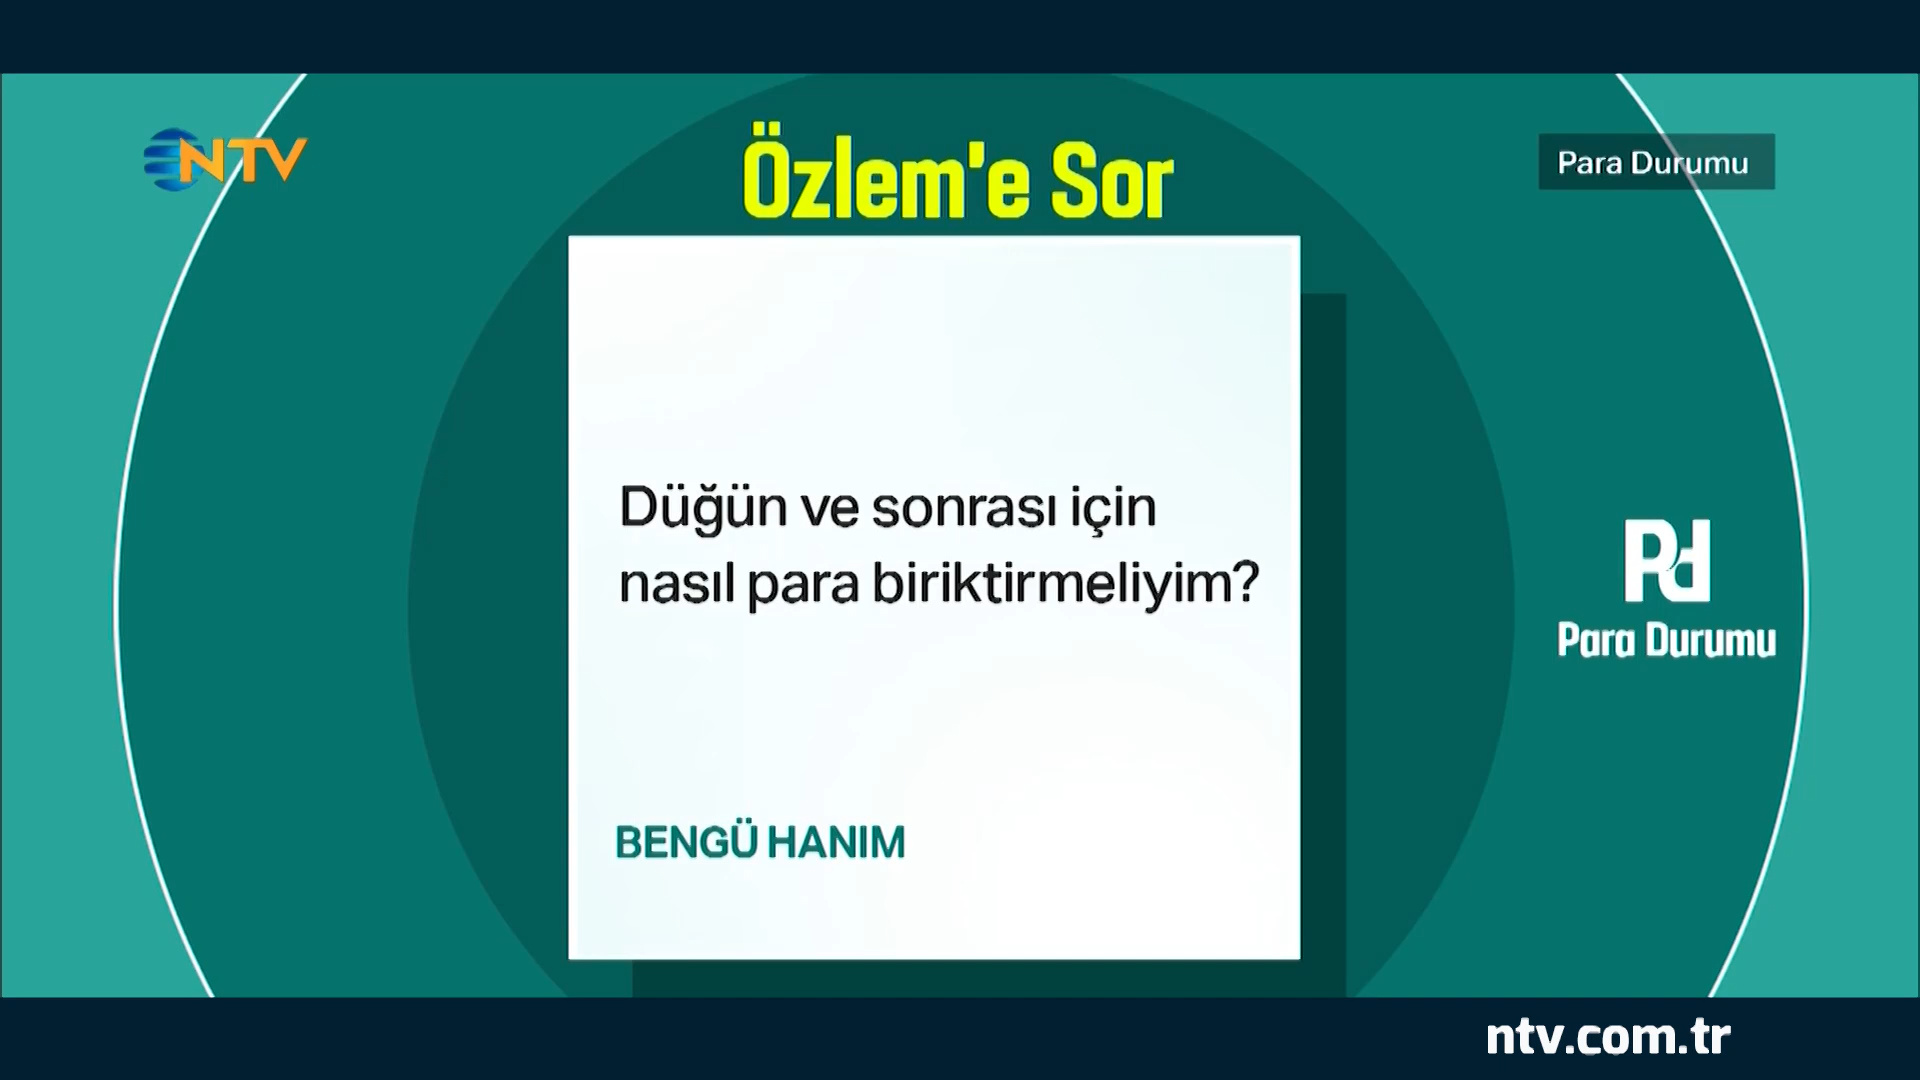 NTV
Özlem'e Sor
Para Durumu
Düğün ve sonrası için
nasıl para biriktirmeliyim?
BENGÜ HANIM
Pd
Para Durumu
ntv.com.tr